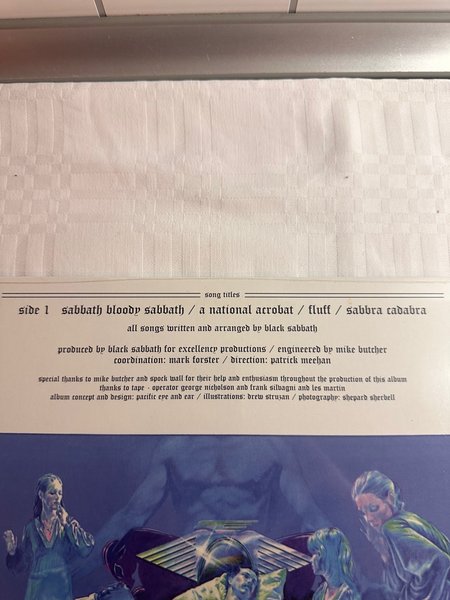 song titles
side 1 sabbath bloody sabbath / a national acrobat / fluff / sabbra cadabra
all songs written and arranged by black sabbath
produced by black sabbath for excellency productions / engineered by mike butcher
coordination: mark forster / direction: patrick meehan
special thanks to mike butcher and spock wall for their help and enthusiasm throughout the production of this album
thanks to tape - operator george nicholson and frank silvagni and les martin
album concept and design: pacific eye and ear / illustrations: drew struzan / photography: shepard sherbell